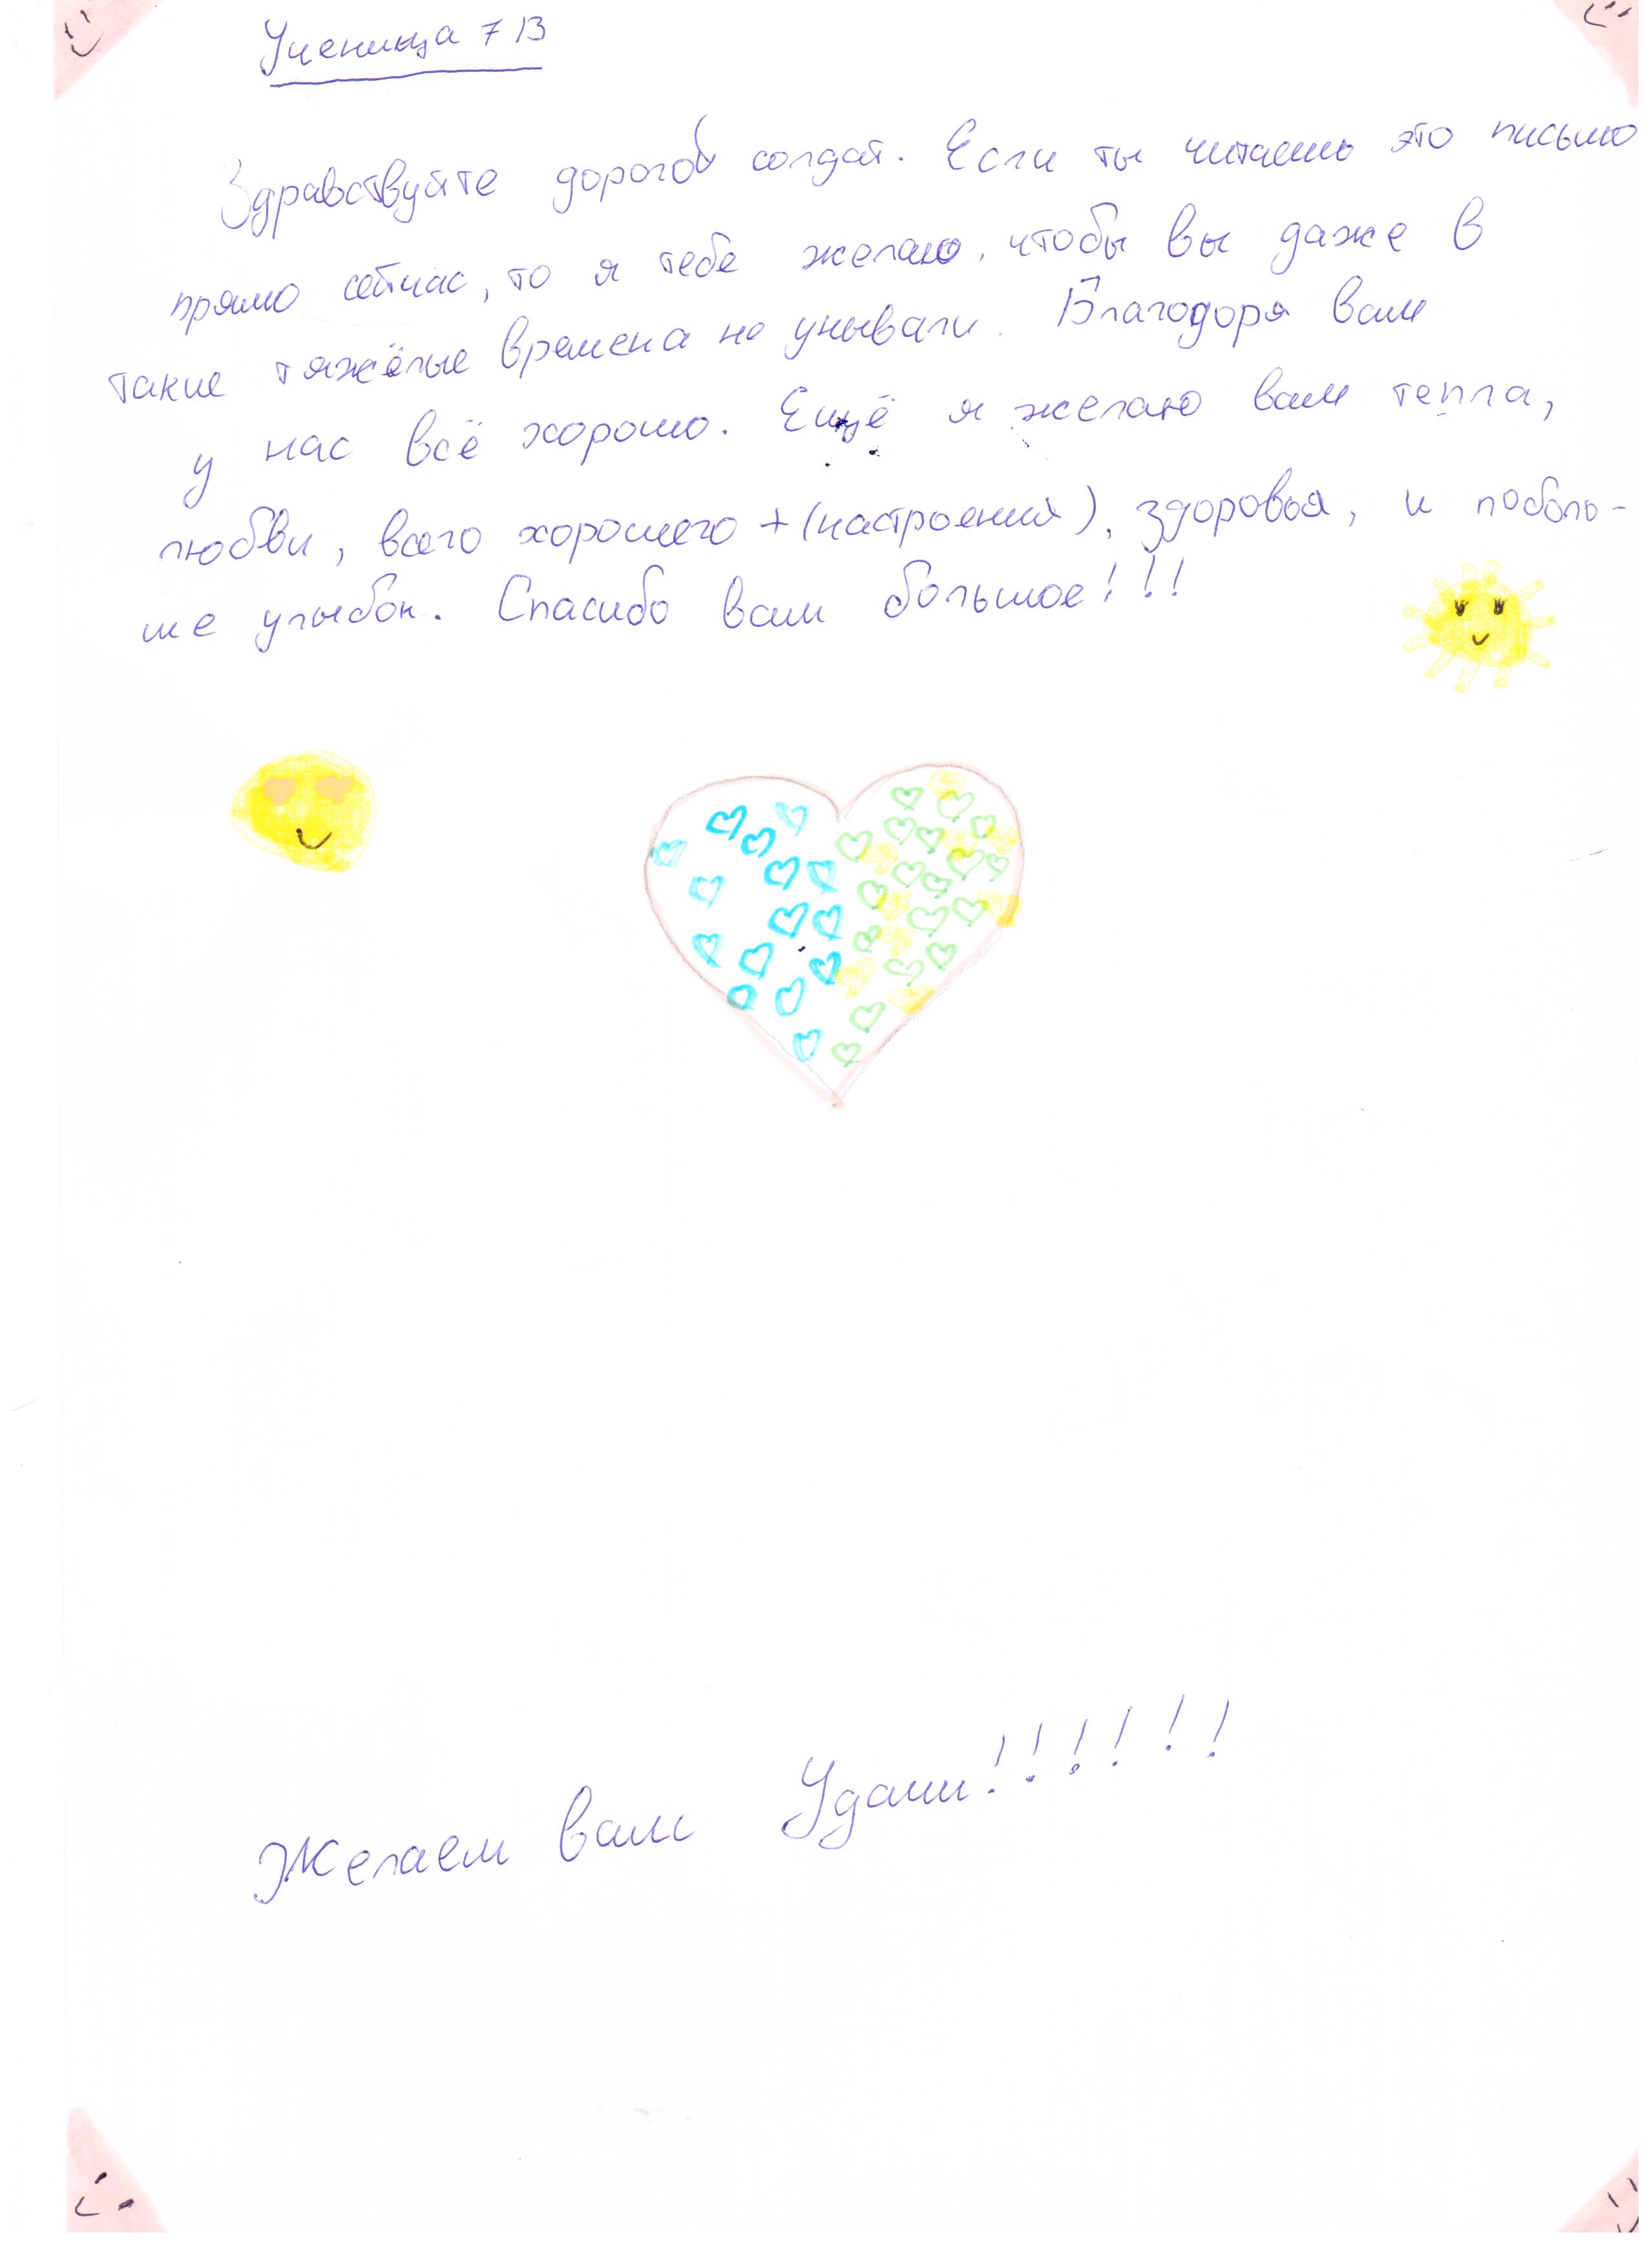 Ученица 7 В
Здравствуйте дорогой солдат. Если ты читаешь это письмо
прямо сейчас, то я тебе желаю, чтобы вы даже в
такие тяжёлые времена не унывали. Благодоря вам
у нас всё хорошо. Ещё я желаю вам тепла,
любви, всего хорошего + (настроения), здоровья, и поболь-
ше улыбок. Спасибо вам большое!!!
Желаем вам Удачи!!!!!!